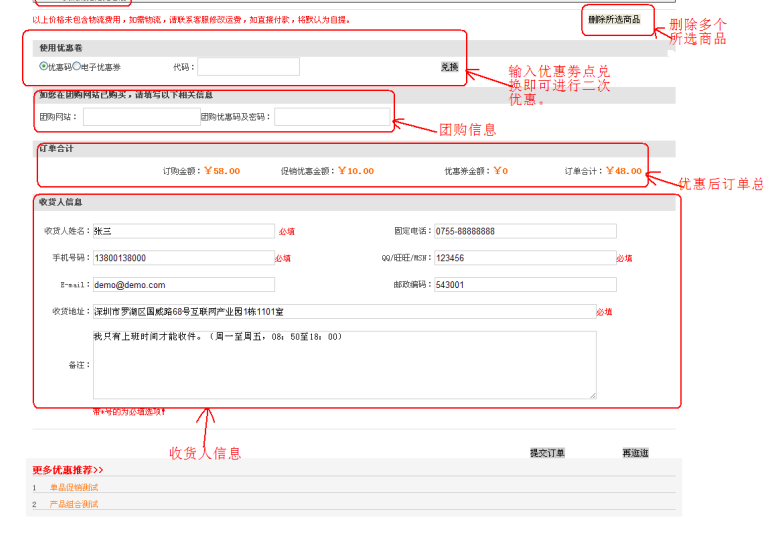 以上价格未包含物流费用，如需物流，请联系客服修改运费，如直接付款，将默认为自提。
删除所选商品
删除多个
所选商品
使用优惠卷
优惠码 电子优惠券 代码：
兑换
输入优惠券点兑
换即可进行二次
优惠。
如您在团购网站已购买，请填写以下相关信息
团购网站： 团购优惠码及密码：
团购信息
订单合计
订购金额：￥58.00 促销优惠金额：￥10.00 优惠券金额：￥0 订单合计：￥48.00
优惠后订单总
收货人信息
收货人姓名：张三 必填 固定电话：0755-88888888
手机号码：13800138000 必填 QQ/旺旺/MSN：123456 必填
E-mail：demo@demo.com 邮政编码：543001
收货地址：深圳市罗湖区国威路68号互联网产业园1栋1101室 必填
备注：我只有上班时间才能收件。（周一至周五，08：50至18：00）
带*号的为必填选项！
收货人信息
提交订单 再逛逛
更多优惠推荐>>
1 单品促销测试
2 产品组合测试